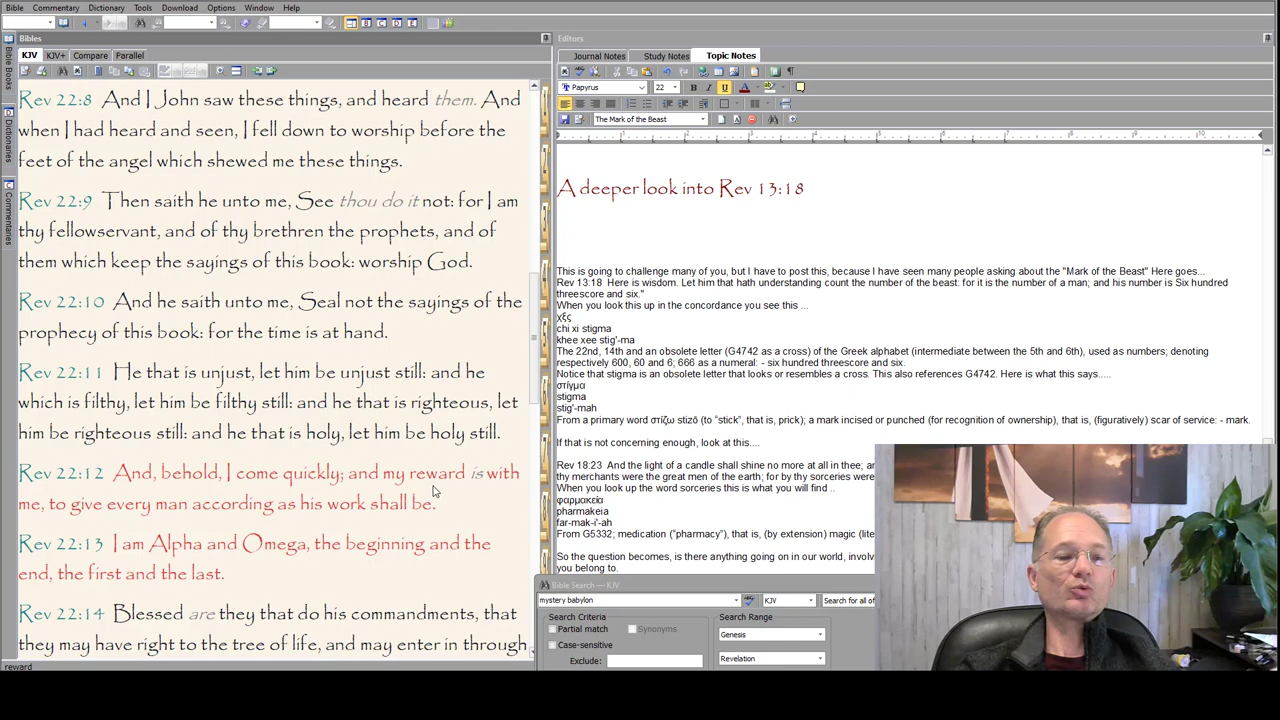 Bible Commentary Dictionary Tools Download Options Window Help
B C D E
Bibles
KJV KJV+ Compare Parallel
Bible Books
Dictionaries
Commentaries
Rev 22:8 And I John saw these things, and heard them. And
when I had heard and seen, I fell down to worship before the
feet of the angel which shewed me these things.
Rev 22:9 Then saith he unto me, See thou do it not: for I am
thy fellowservant, and of thy brethren the prophets, and of
them which keep the sayings of this book: worship God.
Rev 22:10 And he saith unto me, Seal not the sayings of the
prophecy of this book: for the time is at hand.
Rev 22:11 He that is unjust, let him be unjust still: and he
which is filthy, let him be filthy still: and he that is righteous, let
him be righteous still: and he that is holy, let him be holy still.
Rev 22:12 And, behold, I come quickly; and my reward is with
me, to give every man according as his work shall be.
Rev 22:13 I am Alpha and Omega, the beginning and the
end, the first and the last.
Rev 22:14 Blessed are they that do his commandments, that
they may have right to the tree of life, and may enter in through
reward
Editors
Journal Notes Study Notes Topic Notes
Papyrus 22 B I U A
The Mark of the Beast
1 2 3 4 5 6 7 8 9 10
A deeper look into Rev 13:18
This is going to challenge many of you, but I have to post this, because I have seen many people asking about the "Mark of the Beast" Here goes...
Rev 13:18 Here is wisdom. Let him that hath understanding count the number of the beast: for it is the number of a man; and his number is Six hundred
threescore and six."
When you look this up in the concordance you see this ...
χξς
chi xi stigma
khee xee stig'-ma
The 22nd, 14th and an obsolete letter (G4742 as a cross) of the Greek alphabet (intermediate between the 5th and 6th), used as numbers; denoting
respectively 600, 60 and 6; 666 as a numeral: - six hundred threescore and six.
Notice that stigma is an obsolete letter that looks or resembles a cross. This also references G4742. Here is what this says.....
στίγμα
stigma
stig'-mah
From a primary word στίζω stizō (to “stick”, that is, prick); a mark incised or punched (for recognition of ownership), that is, (figuratively) scar of service: - mark.
If that is not concerning enough, look at this....
Rev 18:23 And the light of a candle shall shine no more at all in thee; a
thy merchants were the great men of the earth; for by thy sorceries were
When you look up the word sorceries this is what you will find ..
φαρμακεία
pharmakeia
far-mak-i'-ah
From G5332; medication (“pharmacy”), that is, (by extension) magic (lite
So the question becomes, is there anything going on in our world, involv
you belong to.
Bible Search — KJV
mystery babylon KJV Search for all of
Search Criteria Search Range
Partial match Synonyms Genesis
Case-sensitive
Exclude: Revelation